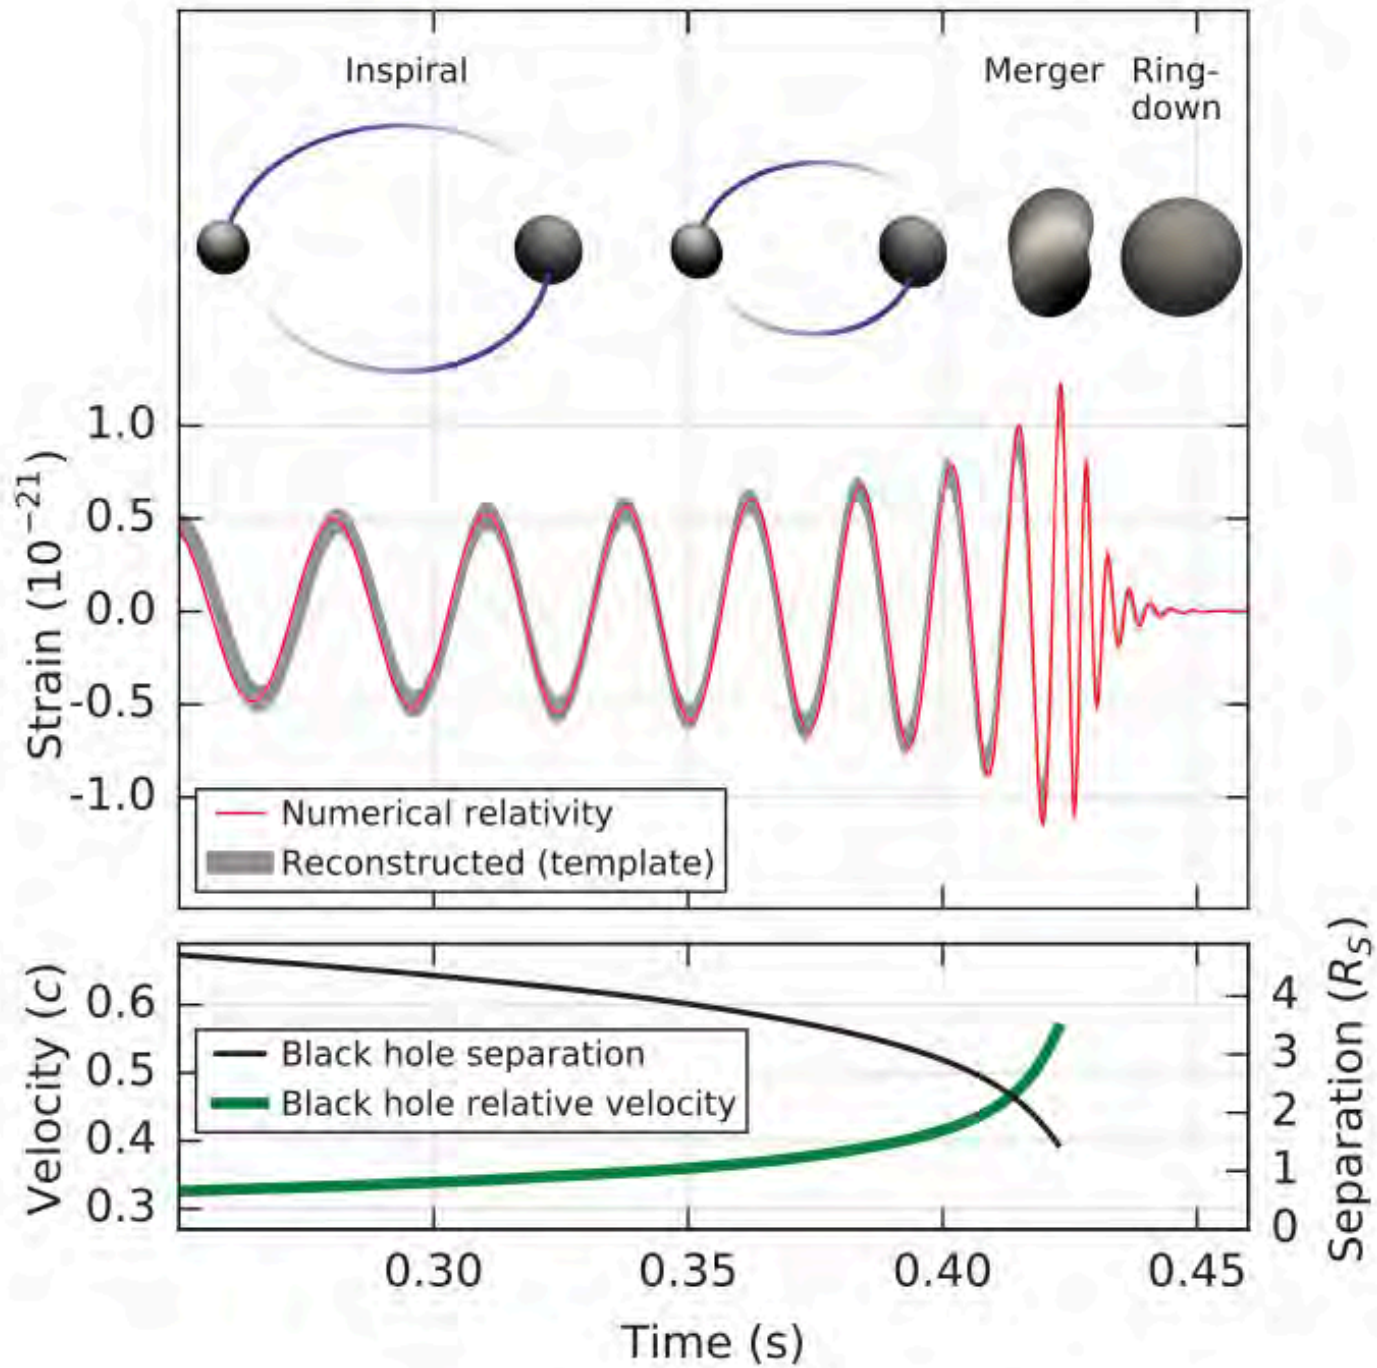 Inspiral
Merger
Ring-
down
Strain (10⁻²¹)
1.0
0.5
0.0
-0.5
-1.0
Numerical relativity
Reconstructed (template)
Velocity (c)
0.6
0.5
0.4
0.3
Black hole separation
Black hole relative velocity
4
3
2
1
0
Separation (R_S)
0.30 0.35 0.40 0.45
Time (s)